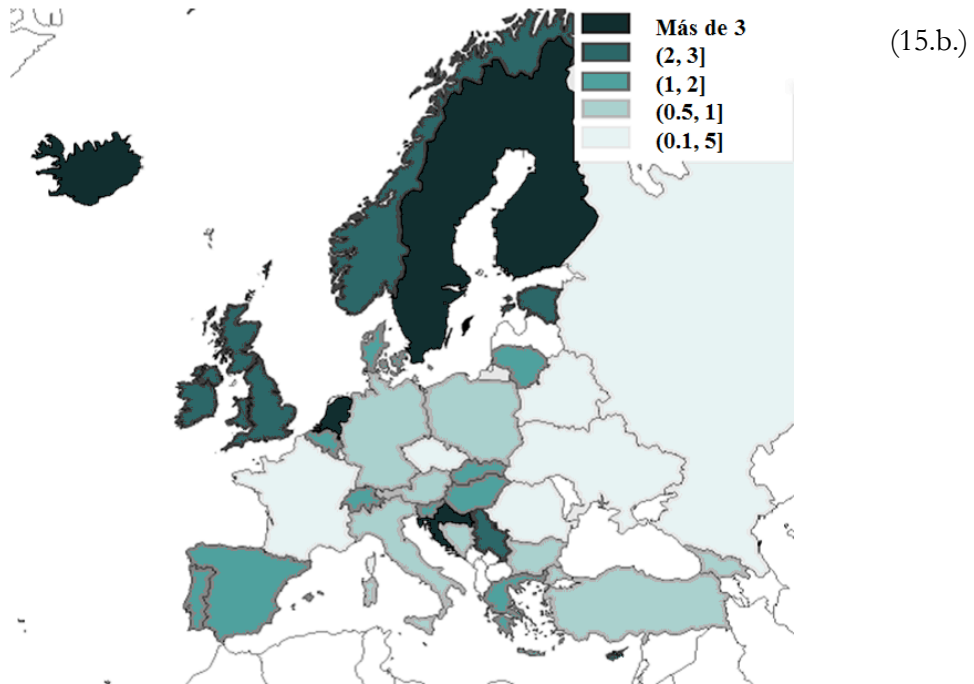 Más de 3
(15.b.)
(2, 3]
(1, 2]
(0.5, 1]
(0.1, 5]